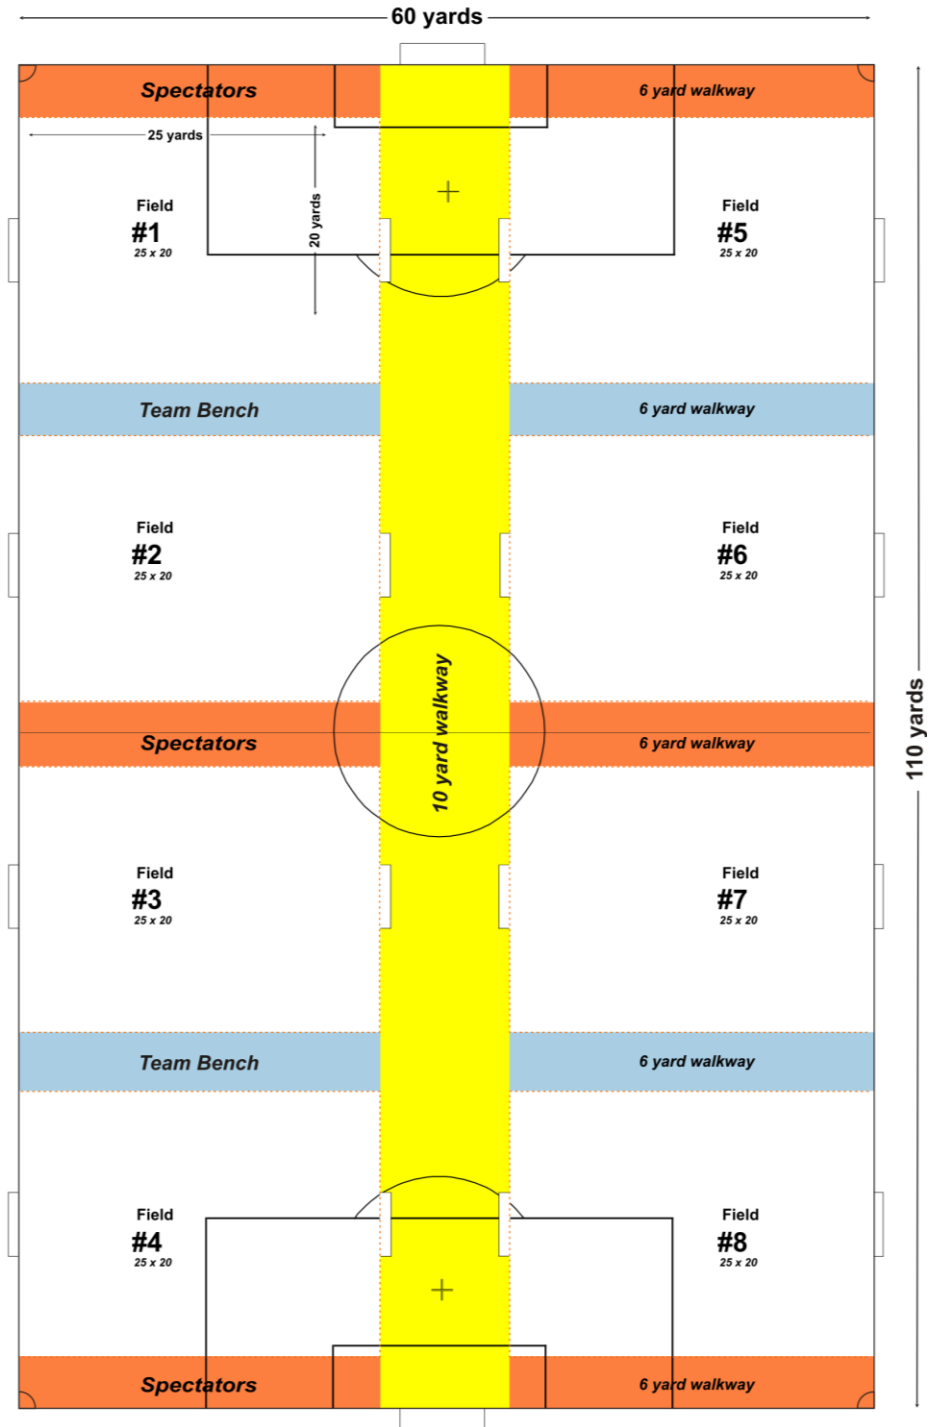 60 yards
Spectators
6 yard walkway
25 yards
20 yards
Field
#1
25 x 20
Field
#5
25 x 20
Team Bench
6 yard walkway
Field
#2
25 x 20
Field
#6
25 x 20
10 yard walkway
110 yards
Spectators
6 yard walkway
Field
#3
25 x 20
Field
#7
25 x 20
Team Bench
6 yard walkway
Field
#4
25 x 20
Field
#8
25 x 20
Spectators
6 yard walkway